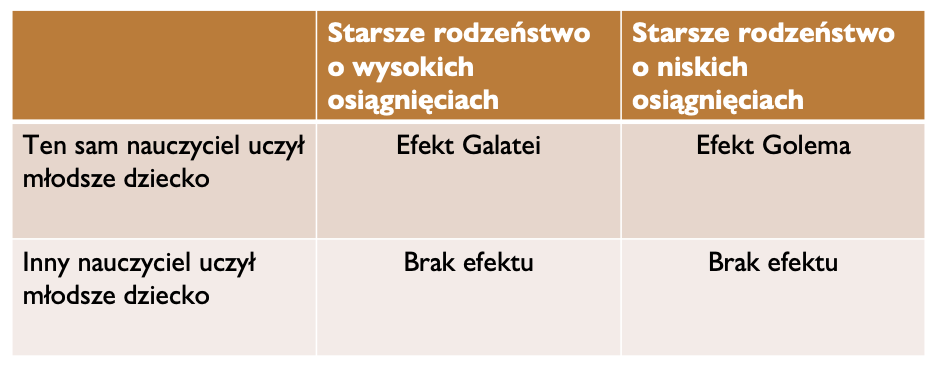 Starsze rodzeństwo
o wysokich
osiągnięciach
Starsze rodzeństwo
o niskich
osiągnięciach
Ten sam nauczyciel uczył
młodsze dziecko
Efekt Galatei
Efekt Golema
Inny nauczyciel uczył
młodsze dziecko
Brak efektu
Brak efektu